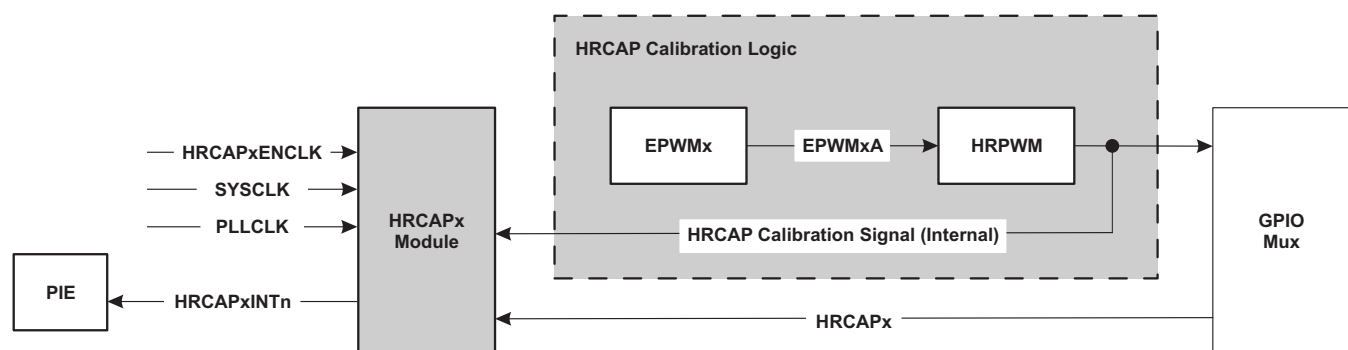 HRCAP Calibration Logic
EPWMx
EPWMxA
HRPWM
HRCAPxENCLK
SYSCLK
PLLCLK
HRCAPx
Module
HRCAP Calibration Signal (Internal)
GPIO
Mux
PIE
HRCAPxINTn
HRCAPx